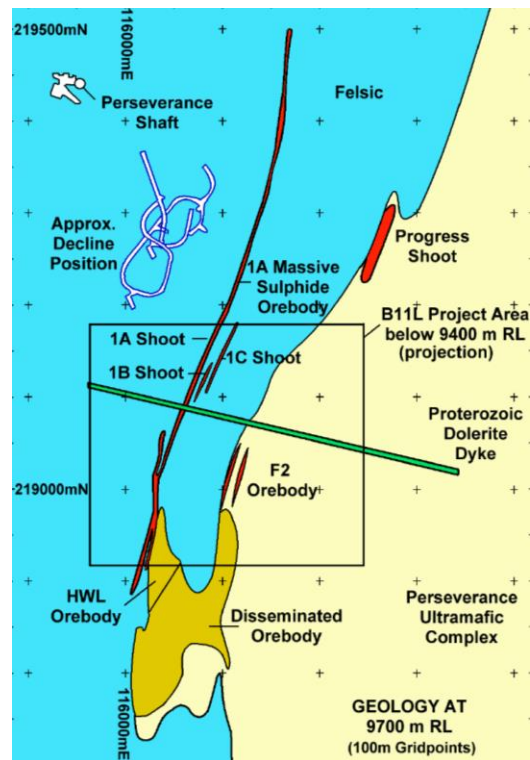 219500mN
116000mE
Felsic
Perseverance
Shaft
Approx.
Decline
Position
Progress
Shoot
1A Massive
Sulphide
Orebody
B11L Project Area
below 9400 m RL
(projection)
1A Shoot
1C Shoot
1B Shoot
Proterozoic
Dolerite
Dyke
219000mN
F2
Orebody
HWL
Orebody
Disseminated
Orebody
Perseverance
Ultramafic
Complex
116000mE
GEOLOGY AT
9700 m RL
(100m Gridpoints)